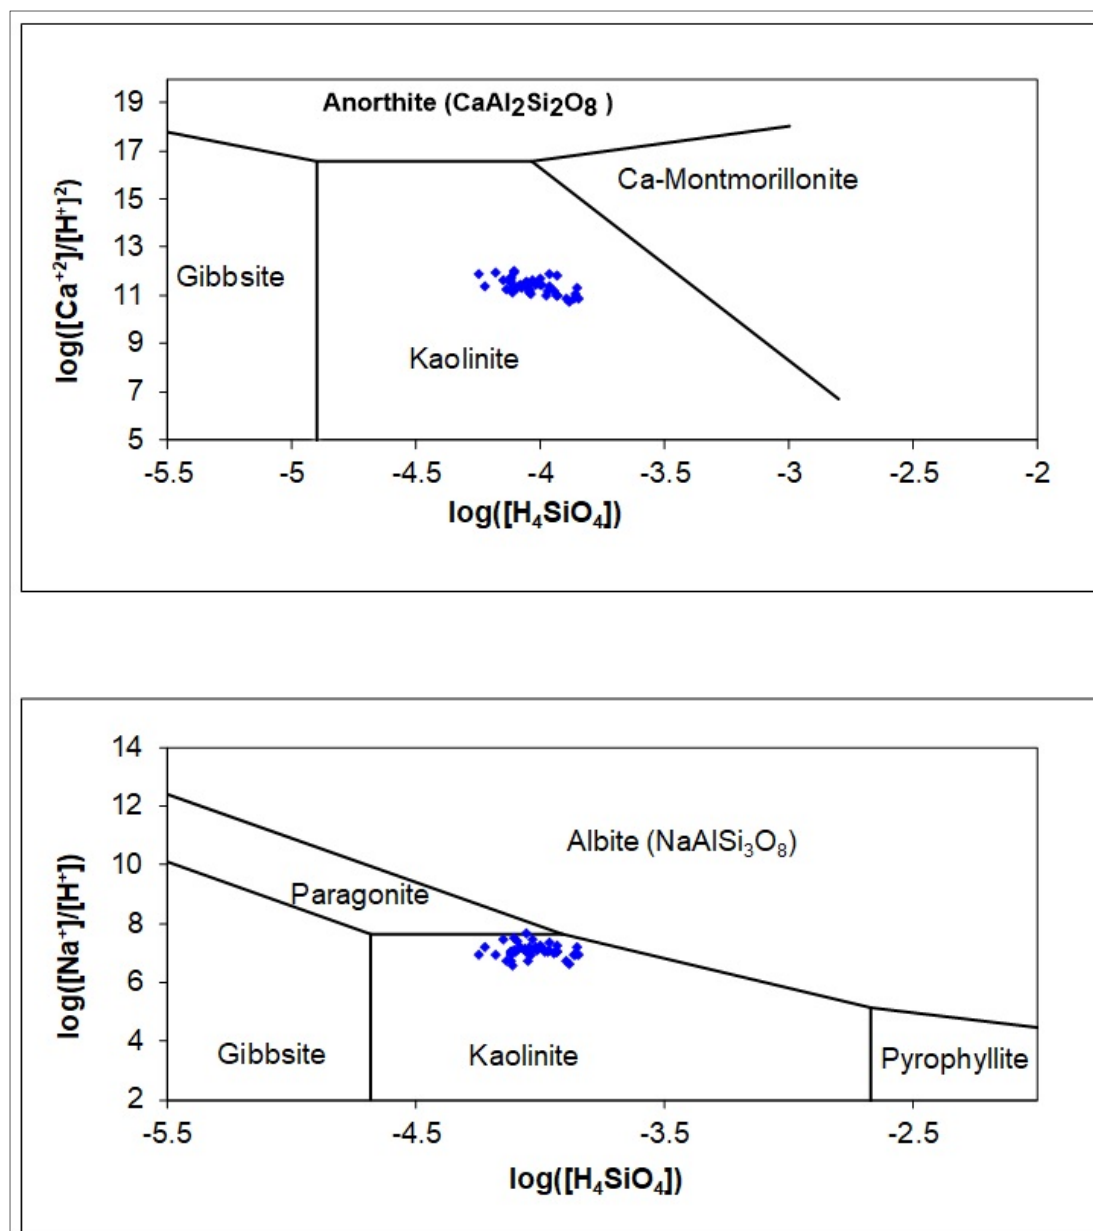 19
Anorthite (CaAl₂Si₂O₈ )
17
Ca-Montmorillonite
15
13
Gibbsite
11
9
Kaolinite
7
5
log([Ca⁺²]/[H⁺]²)
-5.5 -5 -4.5 -4 -3.5 -3 -2.5 -2
log([H₄SiO₄])
14
12
Albite (NaAlSi₃O₈)
10
Paragonite
8
6
4
Gibbsite Kaolinite Pyrophyllite
2
log([Na⁺]/[H⁺])
-5.5 -4.5 -3.5 -2.5
log([H₄SiO₄])